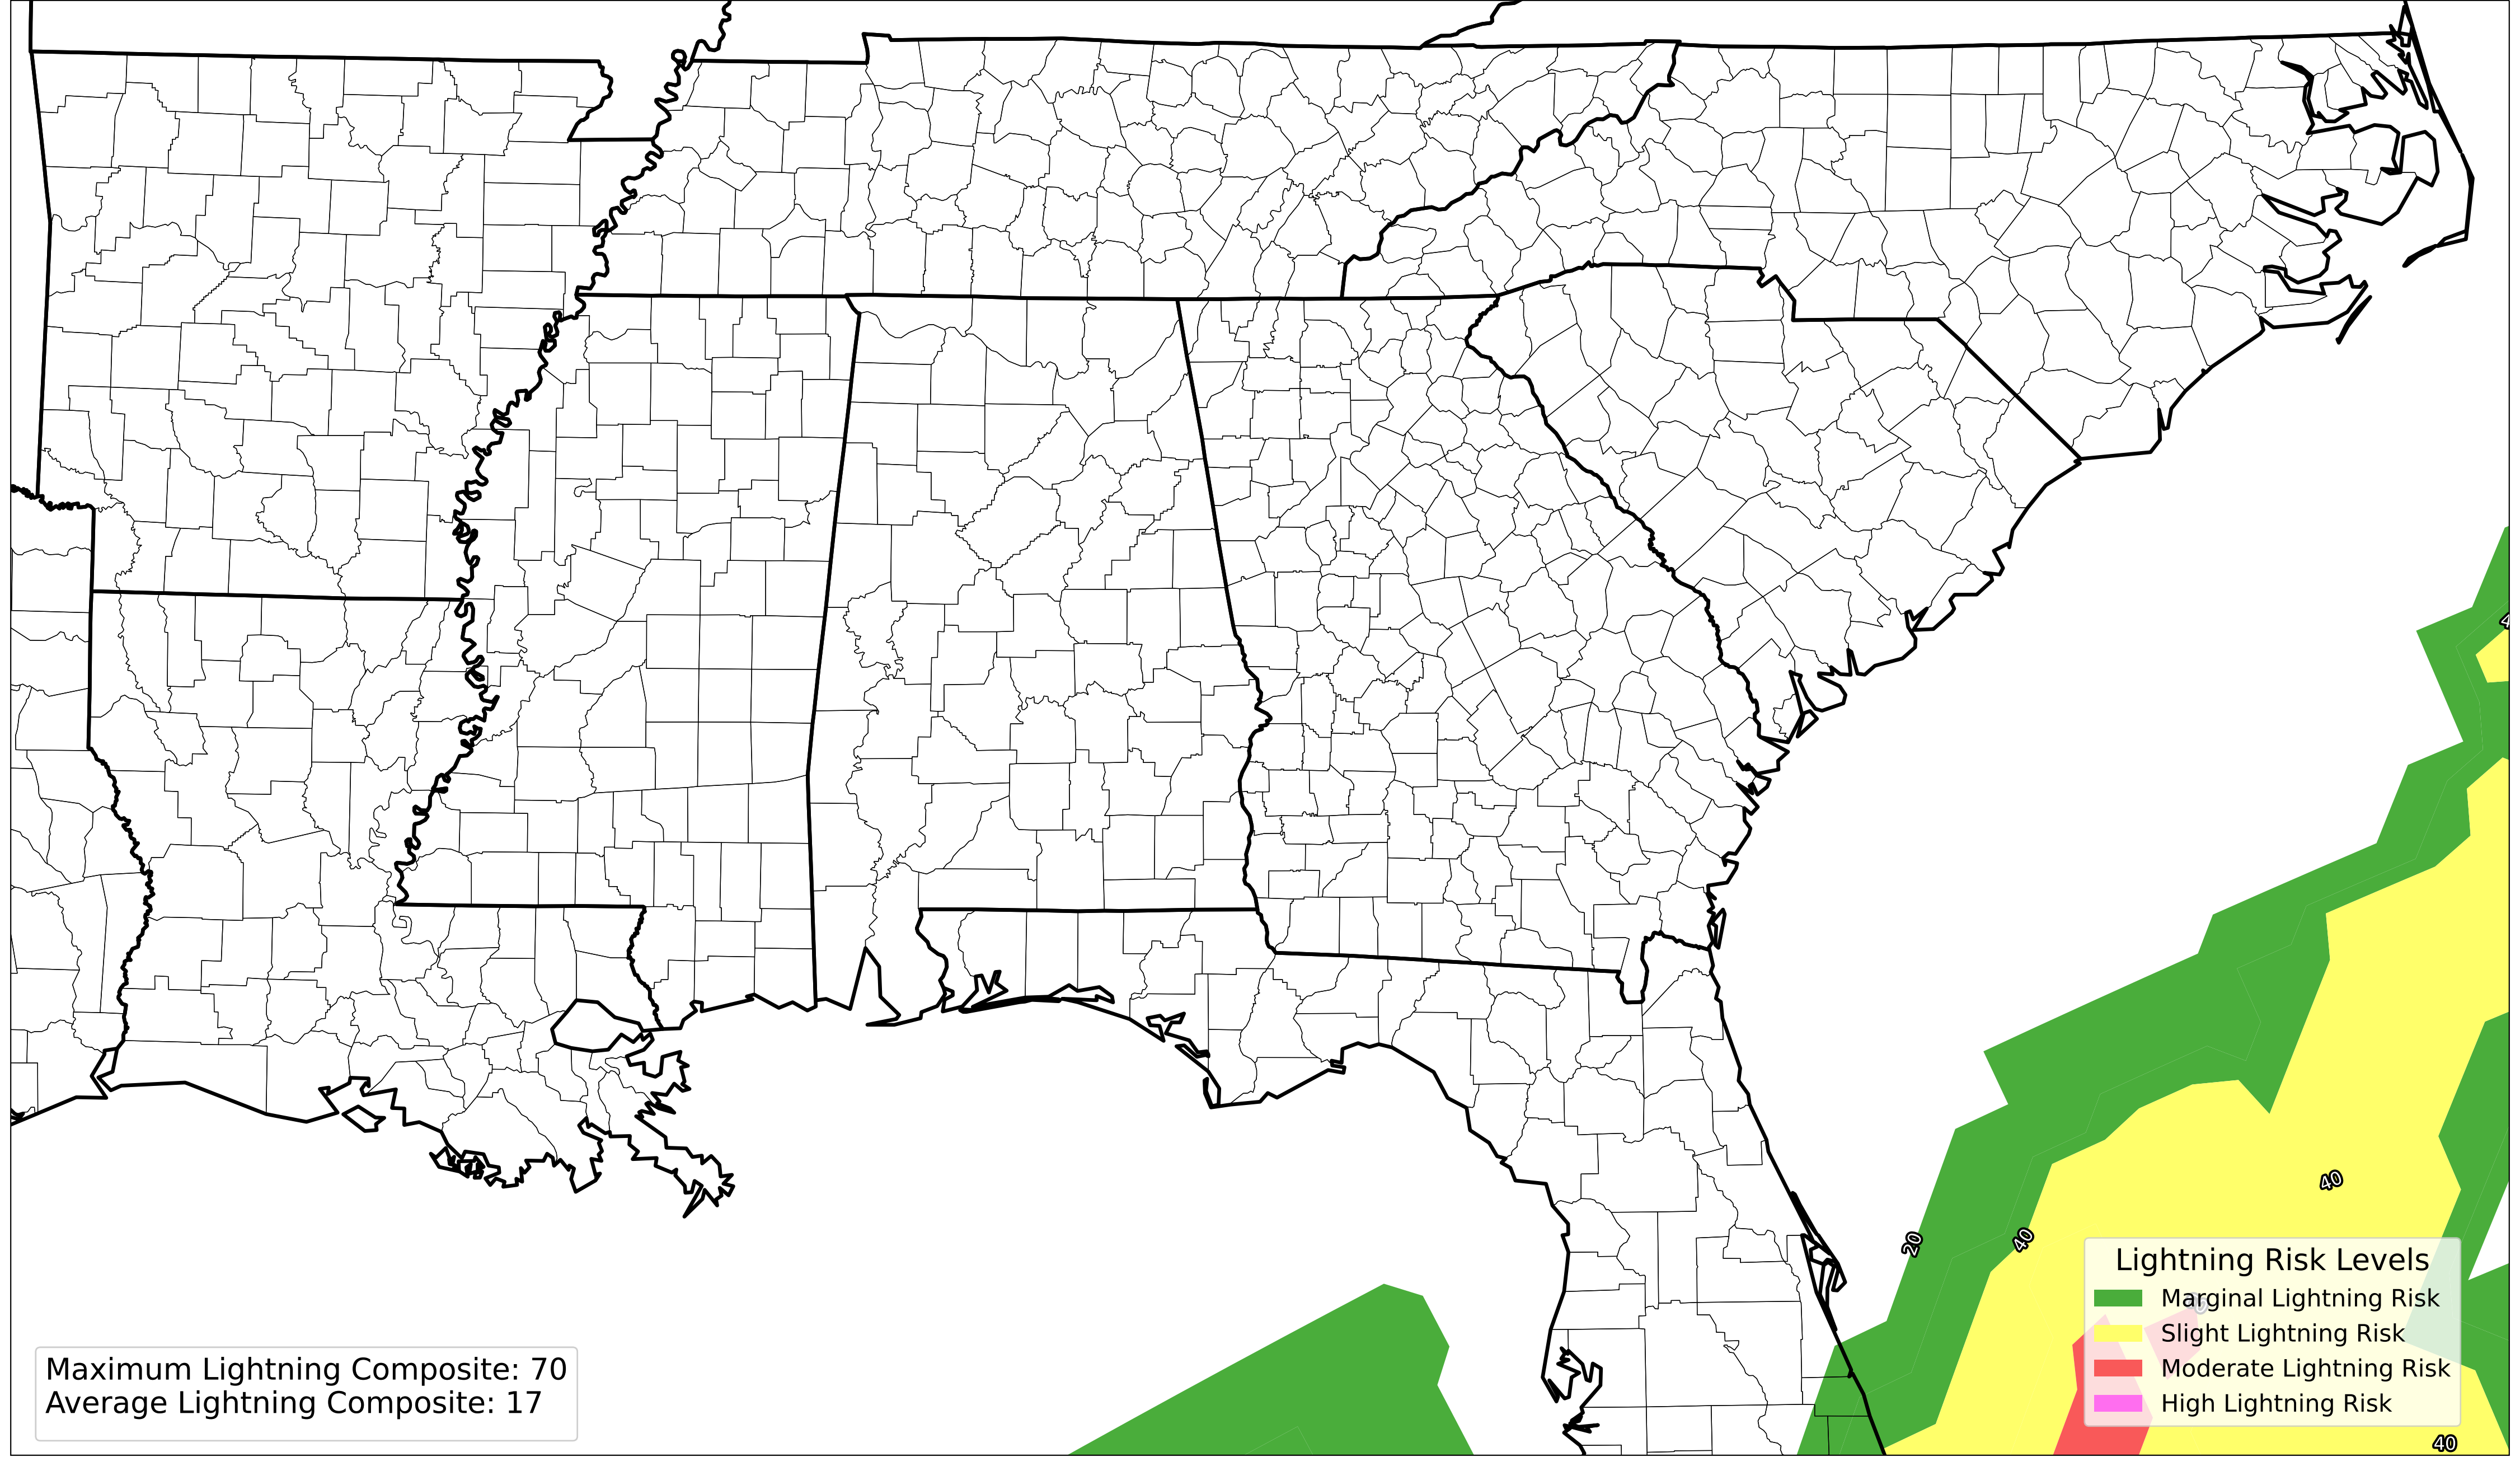 40
20
40
Lightning Risk Levels
Marginal Lightning Risk
Slight Lightning Risk
Moderate Lightning Risk
High Lightning Risk
Maximum Lightning Composite: 70
Average Lightning Composite: 17
40